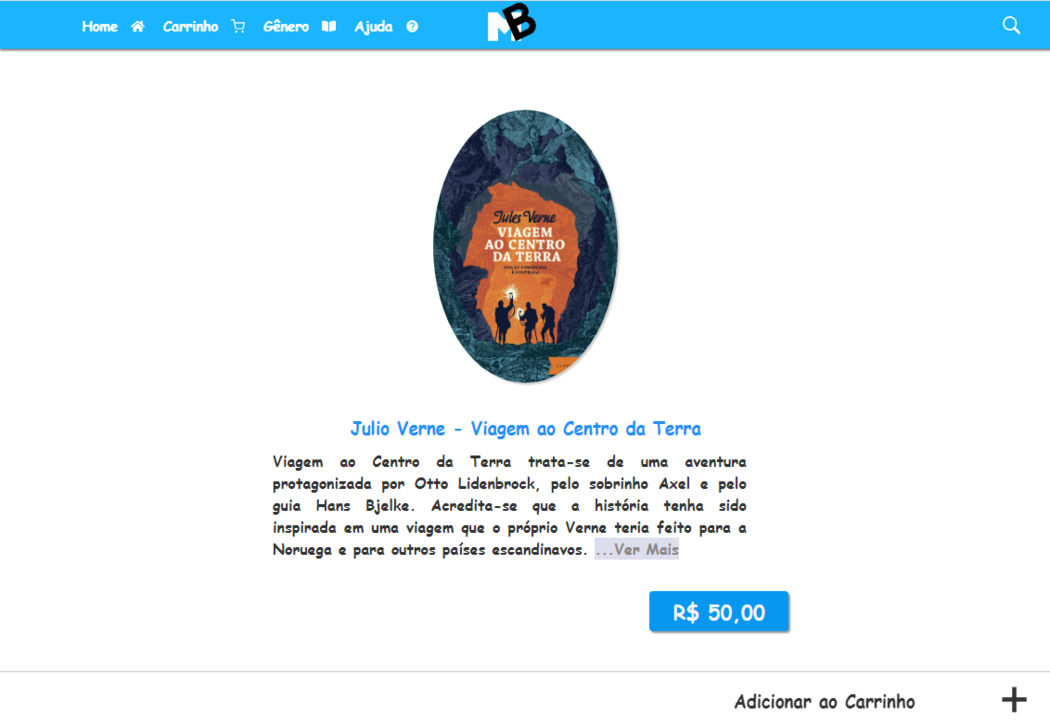 Home Carrinho Gênero Ajuda MB
Jules Verne
VIAGEM
AO CENTRO
DA TERRA
EDIÇÃO COMENTADA
E ILUSTRADA
Julio Verne - Viagem ao Centro da Terra
Viagem ao Centro da Terra trata-se de uma aventura
protagonizada por Otto Lidenbrock, pelo sobrinho Axel e pelo
guia Hans Bjelke. Acredita-se que a história tenha sido
inspirada em uma viagem que o próprio Verne teria feito para a
Noruega e para outros países escandinavos. ...Ver Mais
R$ 50,00
Adicionar ao Carrinho